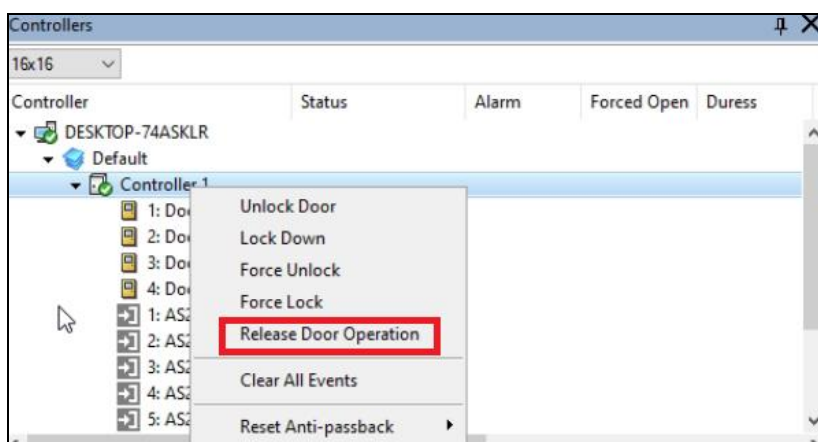 Controllers
16x16
Controller Status Alarm Forced Open Duress
DESKTOP-74ASKLR
Default
Controller 1
1: Do
2: Do
3: Do
4: Do
1: AS
2: AS
3: AS
4: AS
5: AS
Unlock Door
Lock Down
Force Unlock
Force Lock
Release Door Operation
Clear All Events
Reset Anti-passback